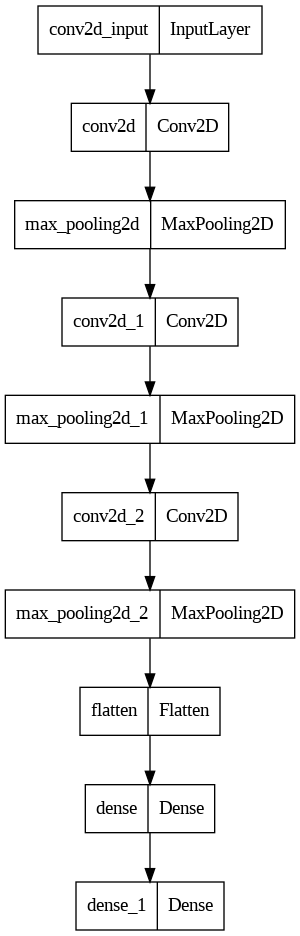 conv2d_input InputLayer
conv2d Conv2D
max_pooling2d MaxPooling2D
conv2d_1 Conv2D
max_pooling2d_1 MaxPooling2D
conv2d_2 Conv2D
max_pooling2d_2 MaxPooling2D
flatten Flatten
dense Dense
dense_1 Dense